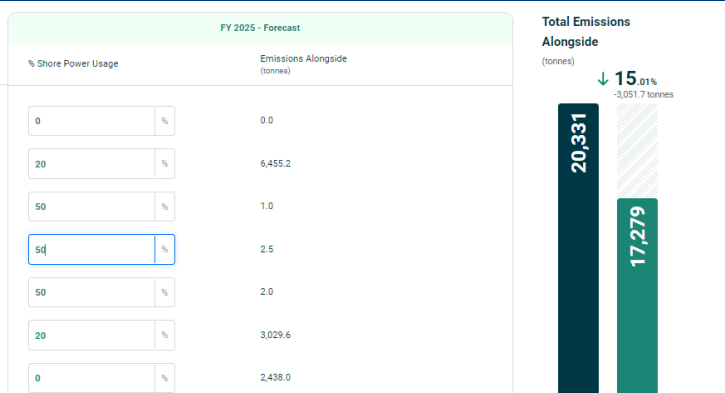 FY 2025 - Forecast
% Shore Power Usage
Emissions Alongside
(tonnes)
0 %
0.0
20 %
6,455.2
50 %
1.0
50 %
2.5
50 %
2.0
20 %
3,029.6
0 %
2,438.0
Total Emissions
Alongside
(tonnes)
↓ 15.01%
-3,051.7 tonnes
20,331
17,279